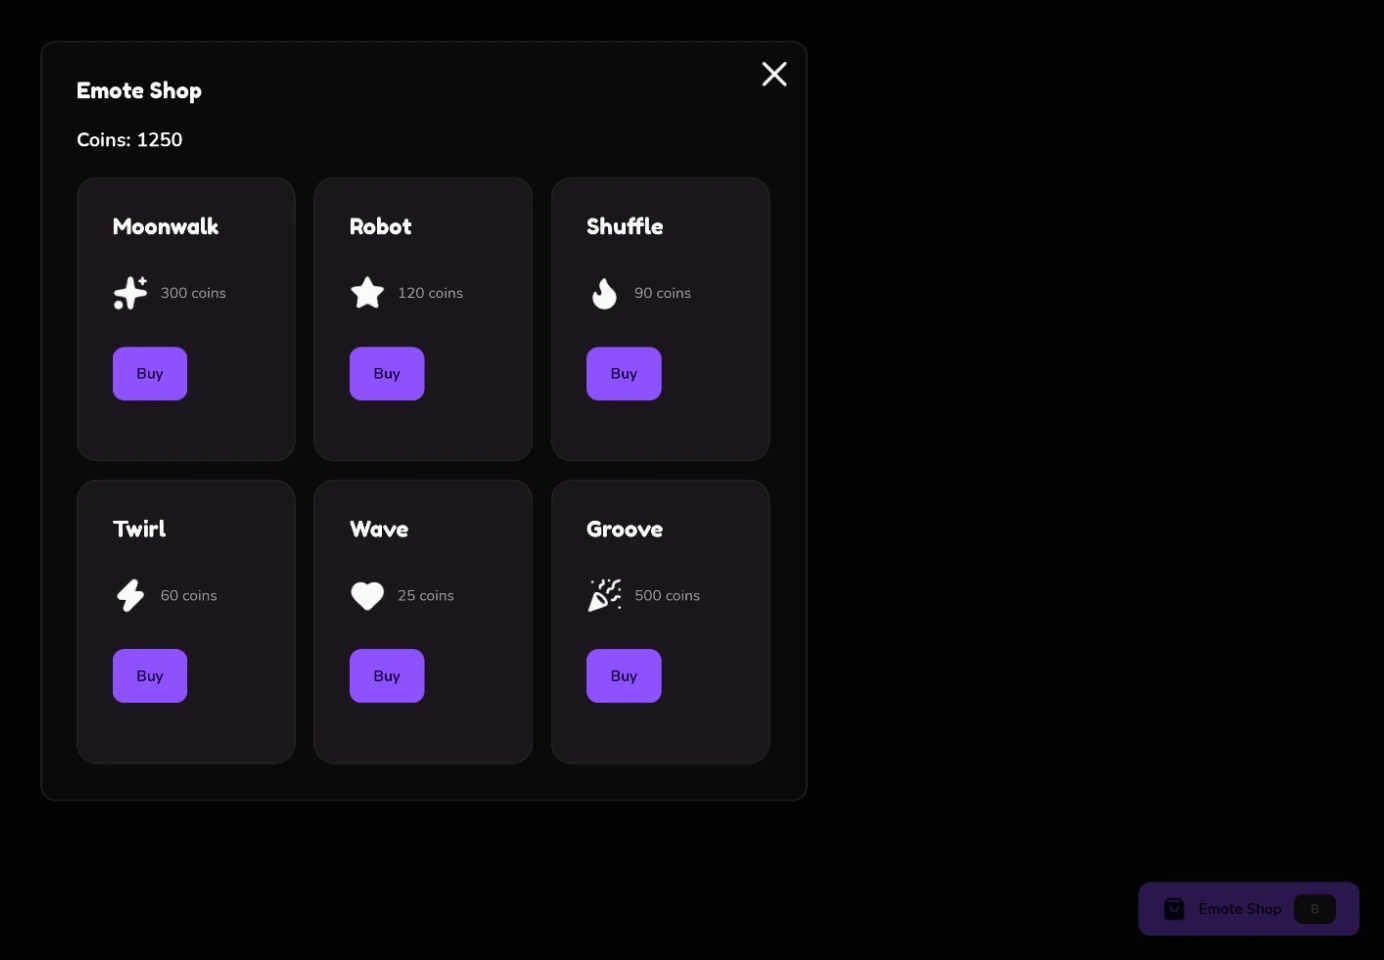 Emote Shop
Coins: 1250
Moonwalk
300 coins
Buy
Robot
120 coins
Buy
Shuffle
90 coins
Buy
Twirl
60 coins
Buy
Wave
25 coins
Buy
Groove
500 coins
Buy
Emote Shop B